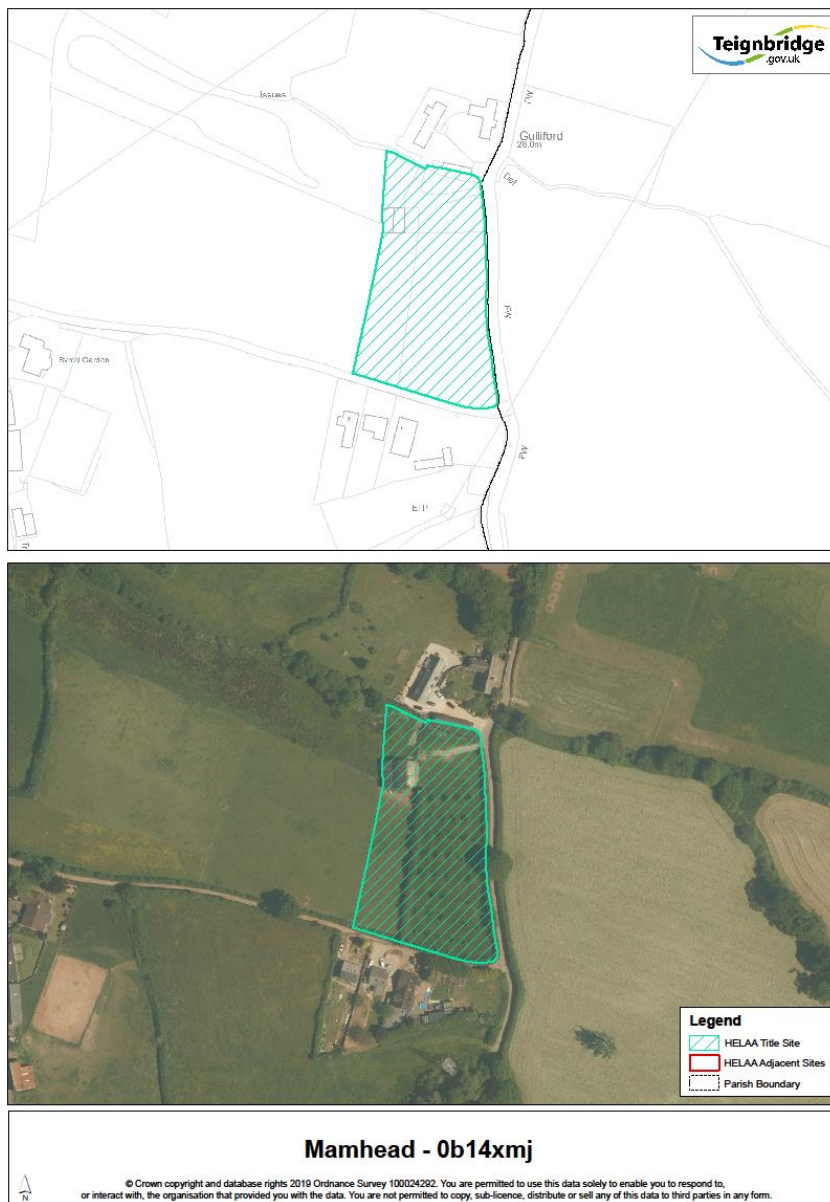 Teignbridge
.gov.uk
Issues
FW
Gulliford
28.0m
Def
FW
FW
Legend
HELAA Title Site
HELAA Adjacent Sites
Parish Boundary
Mamhead - 0b14xmj
N
© Crown copyright and database rights 2019 Ordnance Survey 100024292. You are permitted to use this data solely to enable you to respond to,
or interact with, the organisation that provided you with the data. You are not permitted to copy, sub-licence, distribute or sell any of this data to third parties in any form.